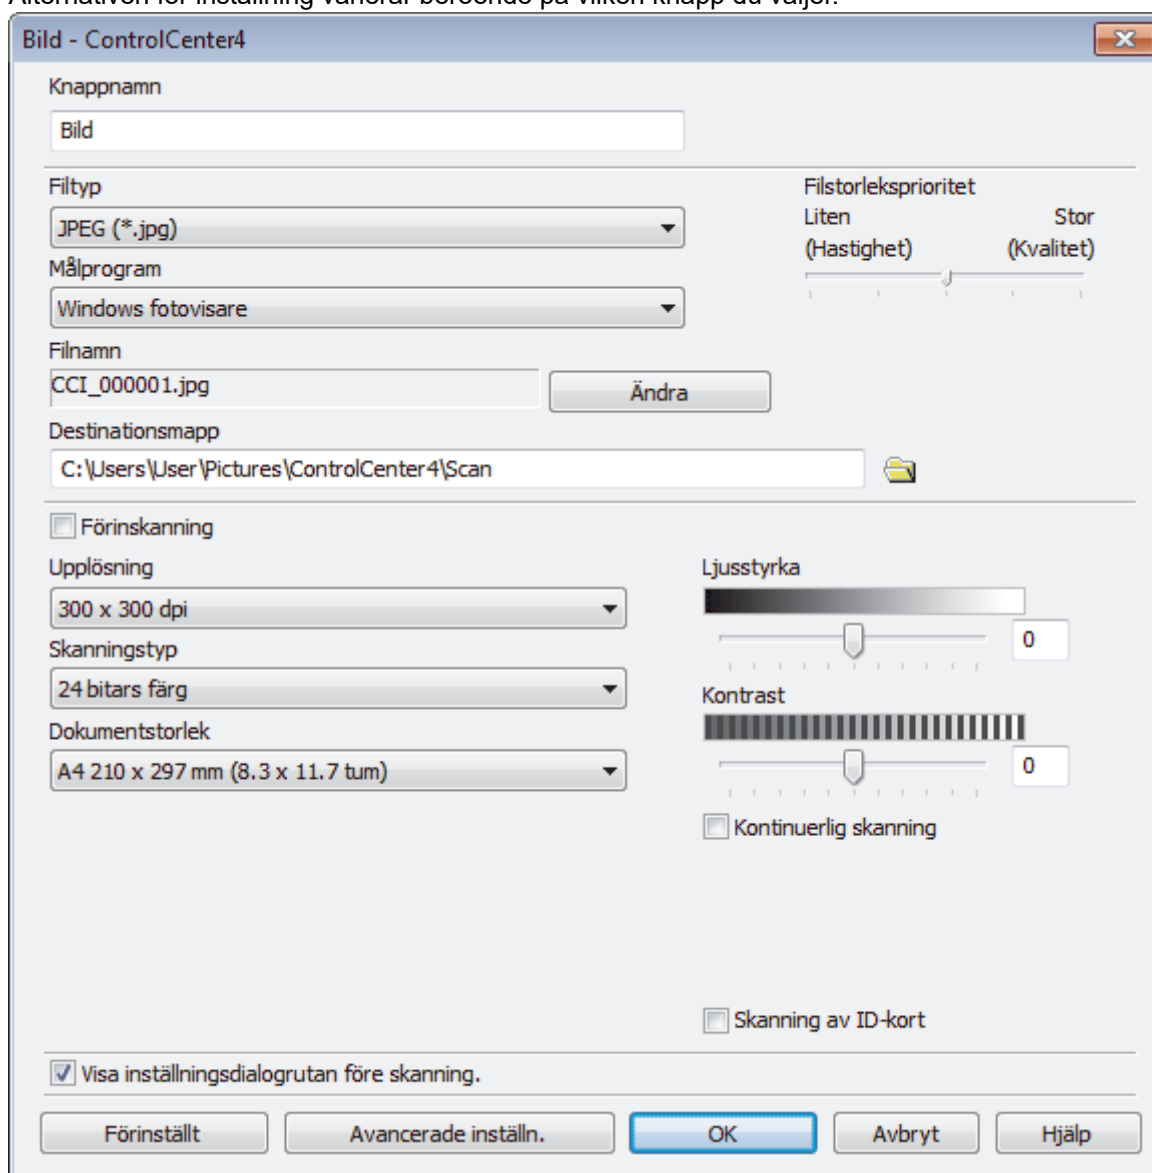 Alternativen för inställning varierar beroende på vilken knapp du väljer.
Bild - ControlCenter4
Knappnamn
Bild
Filtyp
JPEG (*.jpg)
Målprogram
Windows fotovisare
Filnamn
CCI_000001.jpg
Ändra
Destinationsmapp
C:\Users\User\Pictures\ControlCenter4\Scan
Filstorleksprioritet
Liten Stor
(Hastighet) (Kvalitet)
Förinskanning
Upplösning
300 x 300 dpi
Skanningstyp
24 bitars färg
Dokumentstorlek
A4 210 x 297 mm (8.3 x 11.7 tum)
Ljusstyrka
0
Kontrast
0
Kontinuerlig skanning
Skanning av ID-kort
Visa inställningsdialogrutan före skanning.
Förinställt Avancerade inställn. OK Avbryt Hjälp